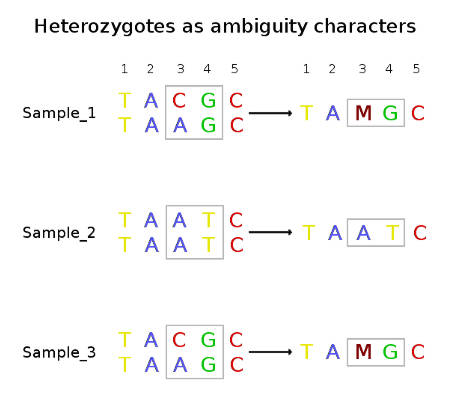 Heterozygotes as ambiguity characters
1 2 3 4 5 1 2 3 4 5
T A C G C
Sample_1 T A M G C
T A A G C
T A A T C
Sample_2 T A A T C
T A A T C
T A C G C
Sample_3 T A M G C
T A A G C